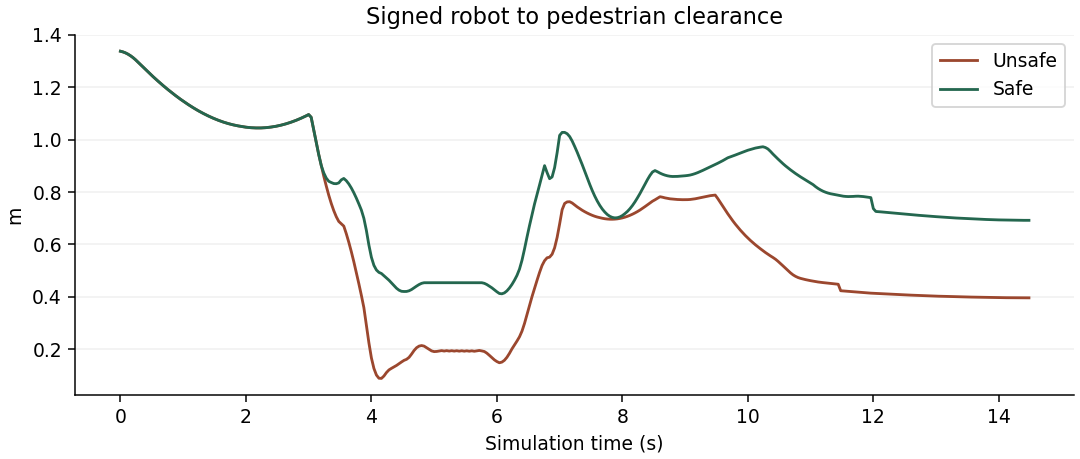 Signed robot to pedestrian clearance
Unsafe
Safe
m
1.4
1.2
1.0
0.8
0.6
0.4
0.2
0 2 4 6 8 10 12 14
Simulation time (s)